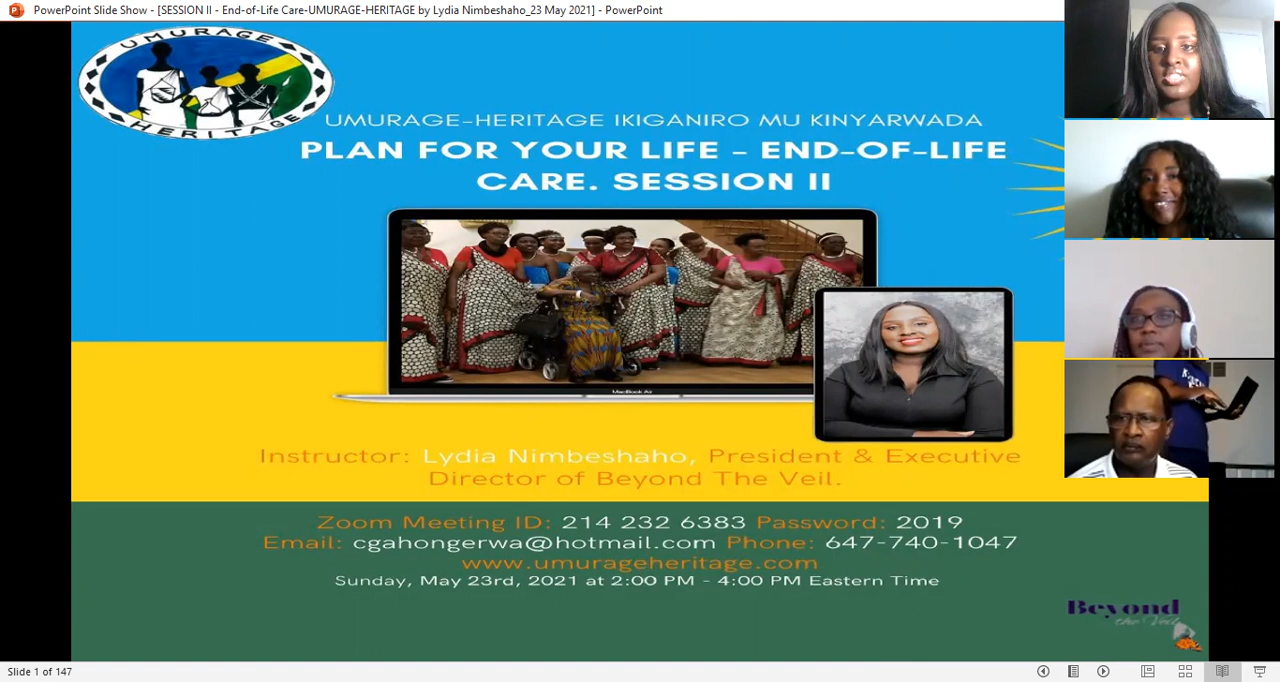 PowerPoint Slide Show - [SESSION II - End-of-Life Care-UMURAGE-HERITAGE by Lydia Nimbeshaho_23 May 2021] - PowerPoint
UMURAGE
HERITAGE
UMURAGE-HERITAGE IKIGANIRO MU KINYARWADA
PLAN FOR YOUR LIFE - END-OF-LIFE
CARE. SESSION II
MacBook Air
Instructor: Lydia Nimbeshaho, President & Executive
Director of Beyond The Veil.
Zoom Meeting ID: 214 232 6383 Password: 2019
Email: cgahongerwa@hotmail.com Phone: 647-740-1047
www.umurageheritage.com
Sunday, May 23rd, 2021 at 2:00 PM - 4:00 PM Eastern Time
Beyond
the Veil
Slide 1 of 147